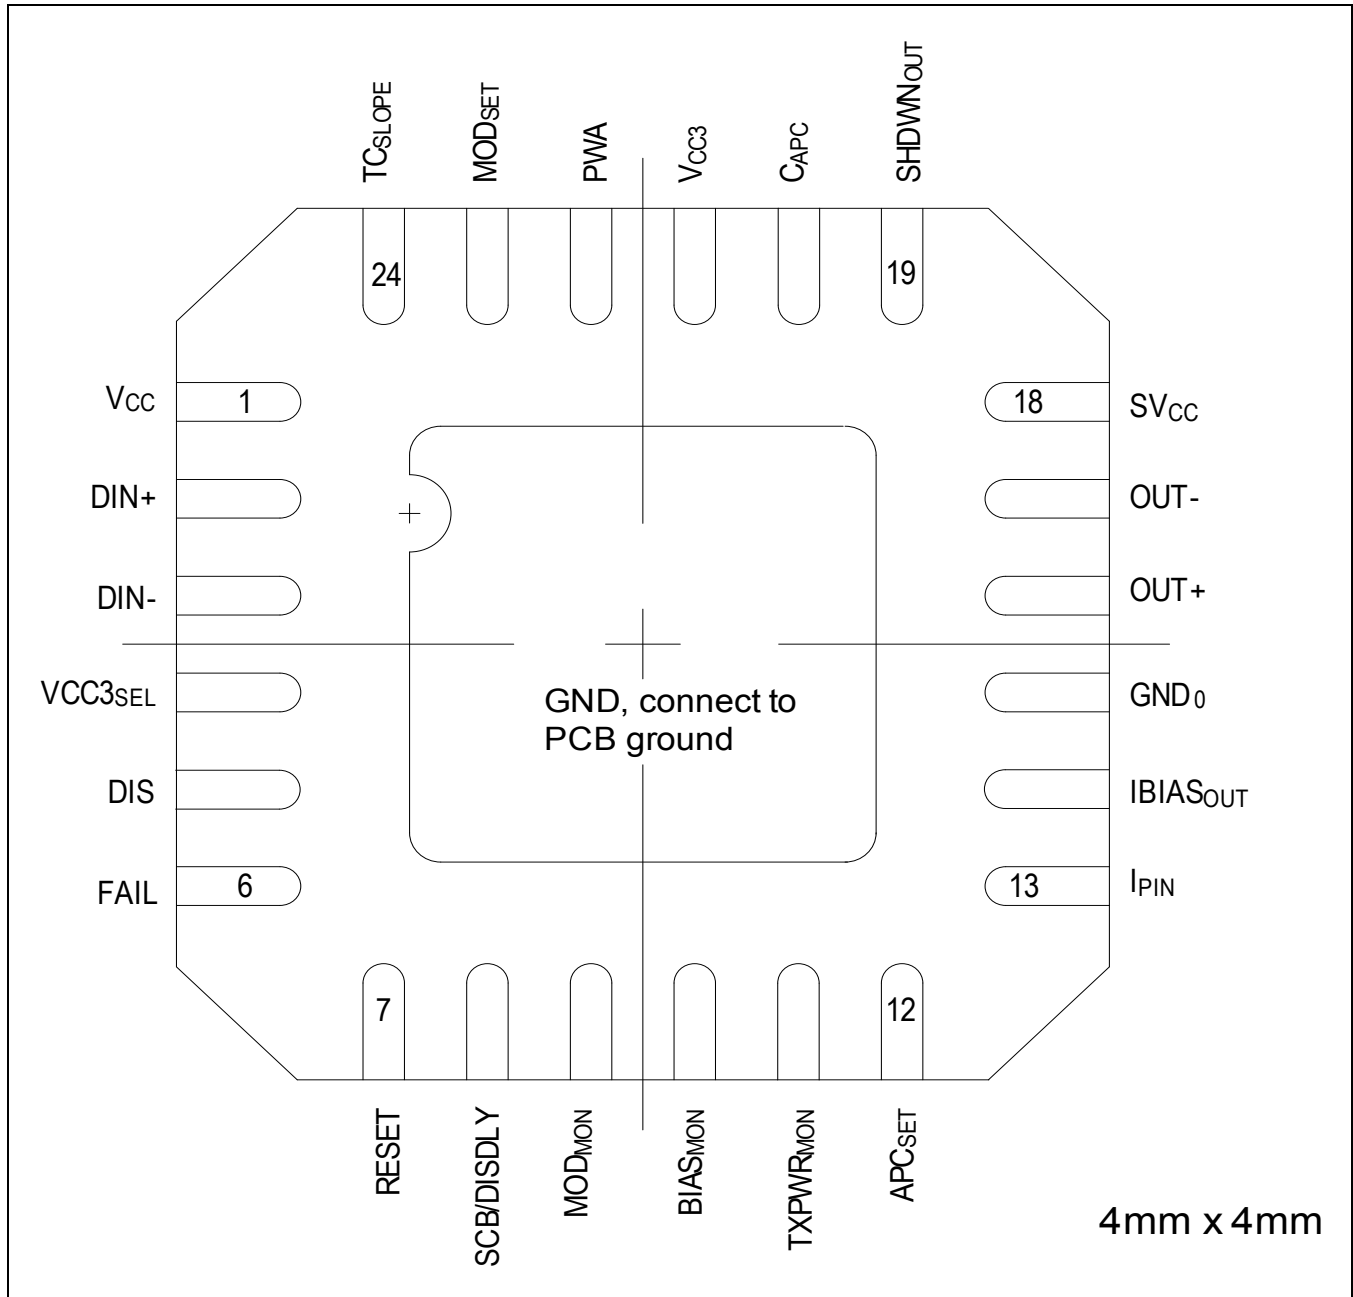 TCSLOPE
MODSET
PWA
VCC3
CAPC
SHDWNOUT
24
19
VCC
1
18
SVCC
DIN+
OUT-
DIN-
OUT+
VCC3SEL
GND0
GND, connect to
PCB ground
DIS
IBIASOUT
FAIL
6
13
IPIN
7
12
RESET
SCB/DISDLY
MODMON
BIASMON
TXPWRMON
APCSET
4mm x 4mm